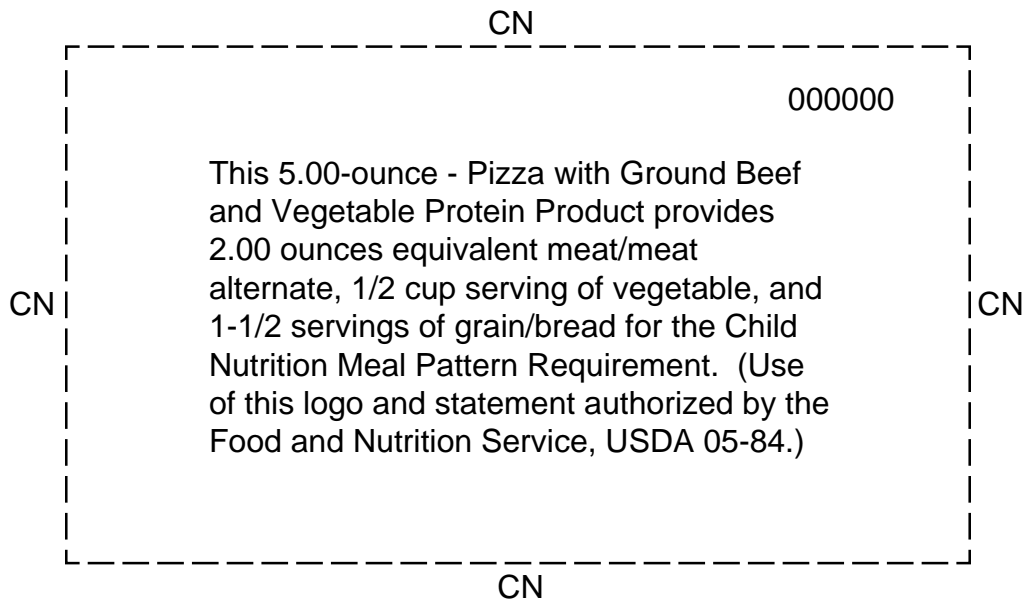 CN
000000
This 5.00-ounce - Pizza with Ground Beef
and Vegetable Protein Product provides
2.00 ounces equivalent meat/meat
alternate, 1/2 cup serving of vegetable, and
CN
CN
1-1/2 servings of grain/bread for the Child
Nutrition Meal Pattern Requirement.  (Use
of this logo and statement authorized by the
Food and Nutrition Service, USDA 05-84.)
CN